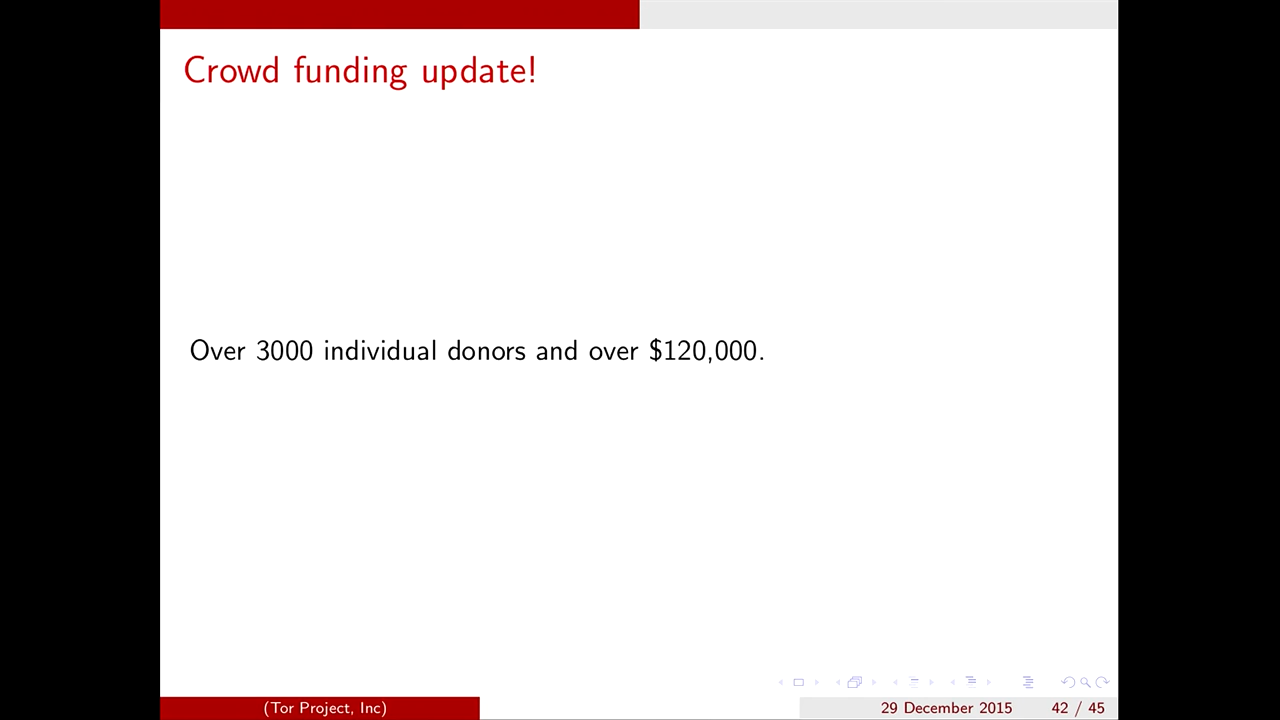 Crowd funding update!
Over 3000 individual donors and over $120,000.
(Tor Project, Inc)
29 December 2015
42 / 45